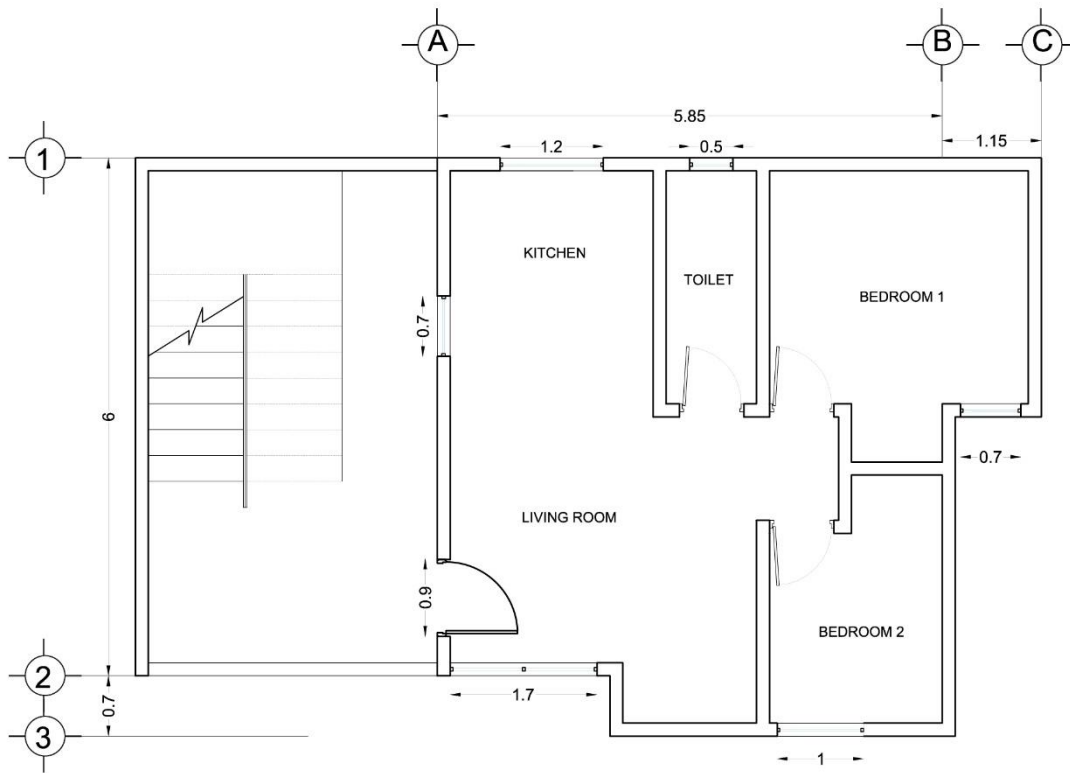 A
B
C
5.85
1
1.2
0.5
1.15
KITCHEN
TOILET
BEDROOM 1
0.7
6
0.7
LIVING ROOM
0.9
BEDROOM 2
2
0.7
1.7
3
1